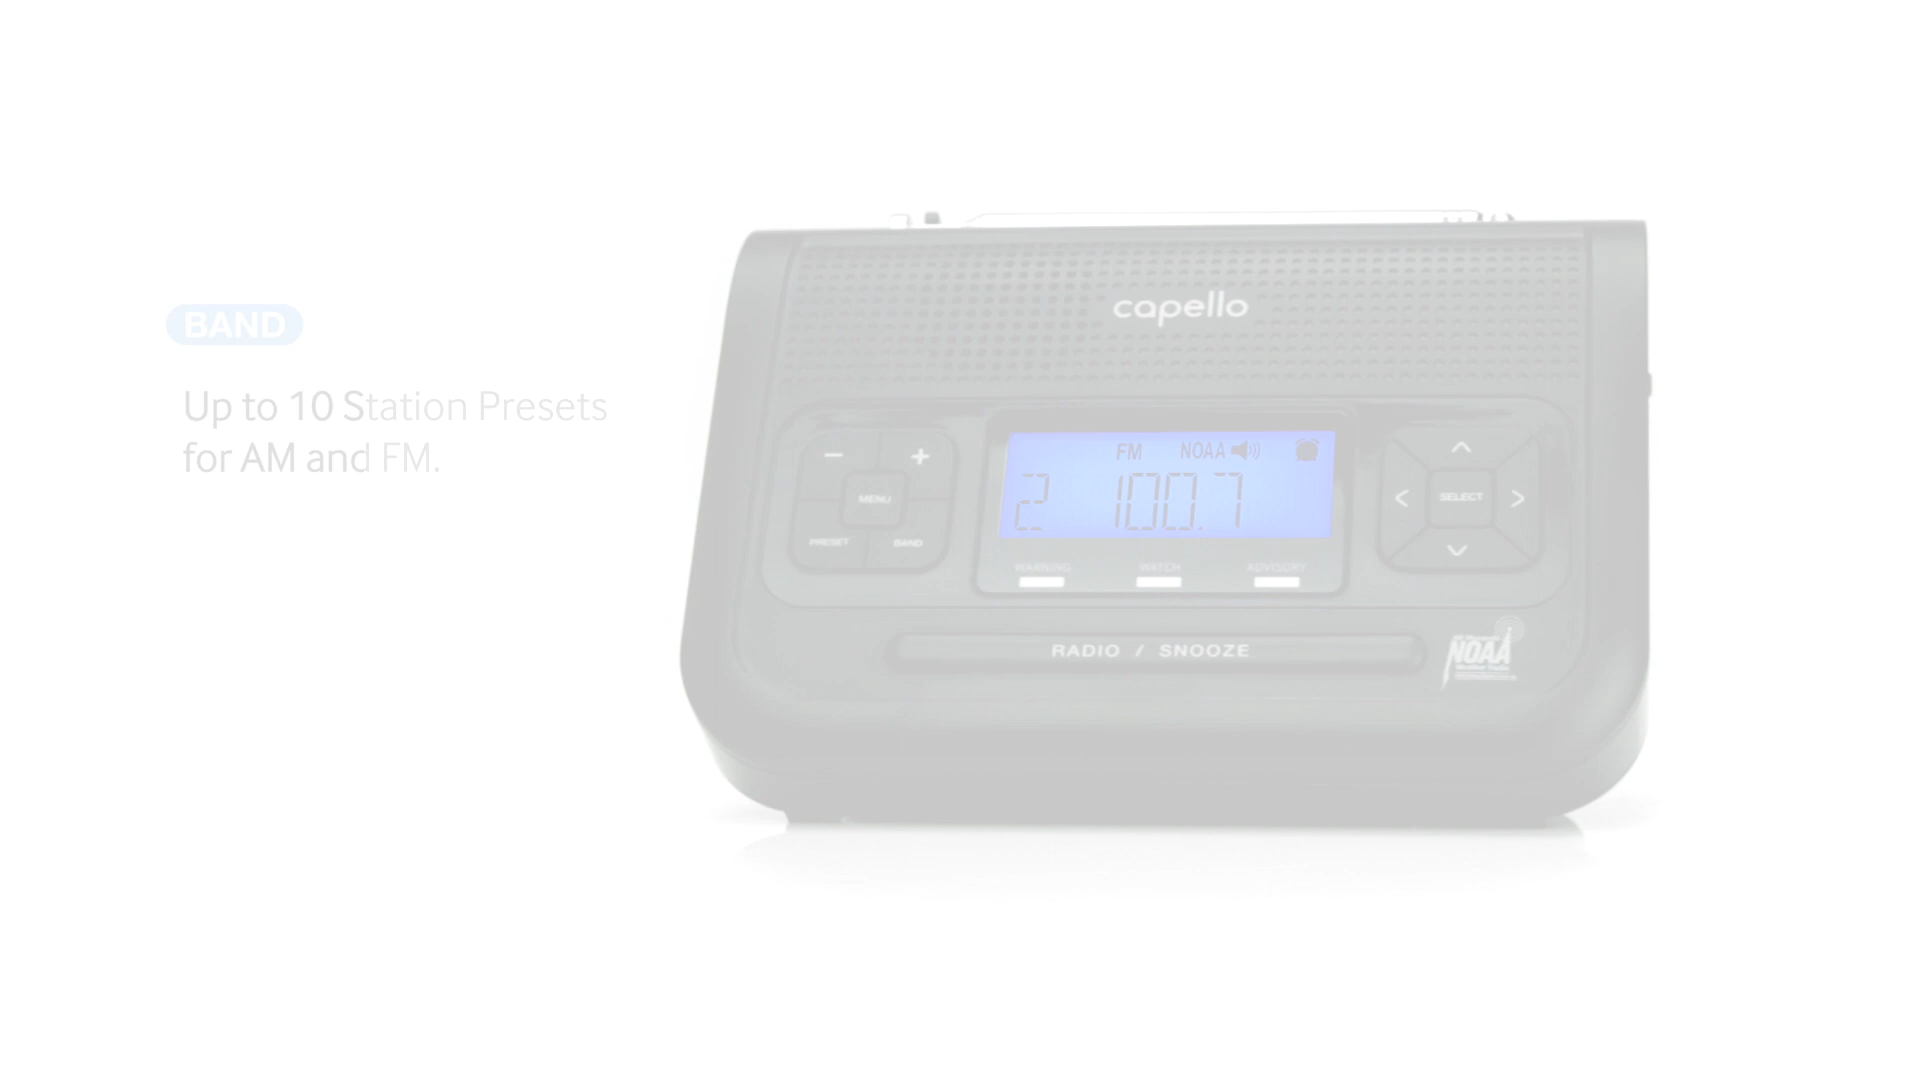 BAND
Up to 10 Station Presets
for AM and FM.
capello
FM NOAA
2 100.7
MENU
PRESET BAND
SELECT
WARNING WATCH ADVISORY
RADIO / SNOOZE
NOAA